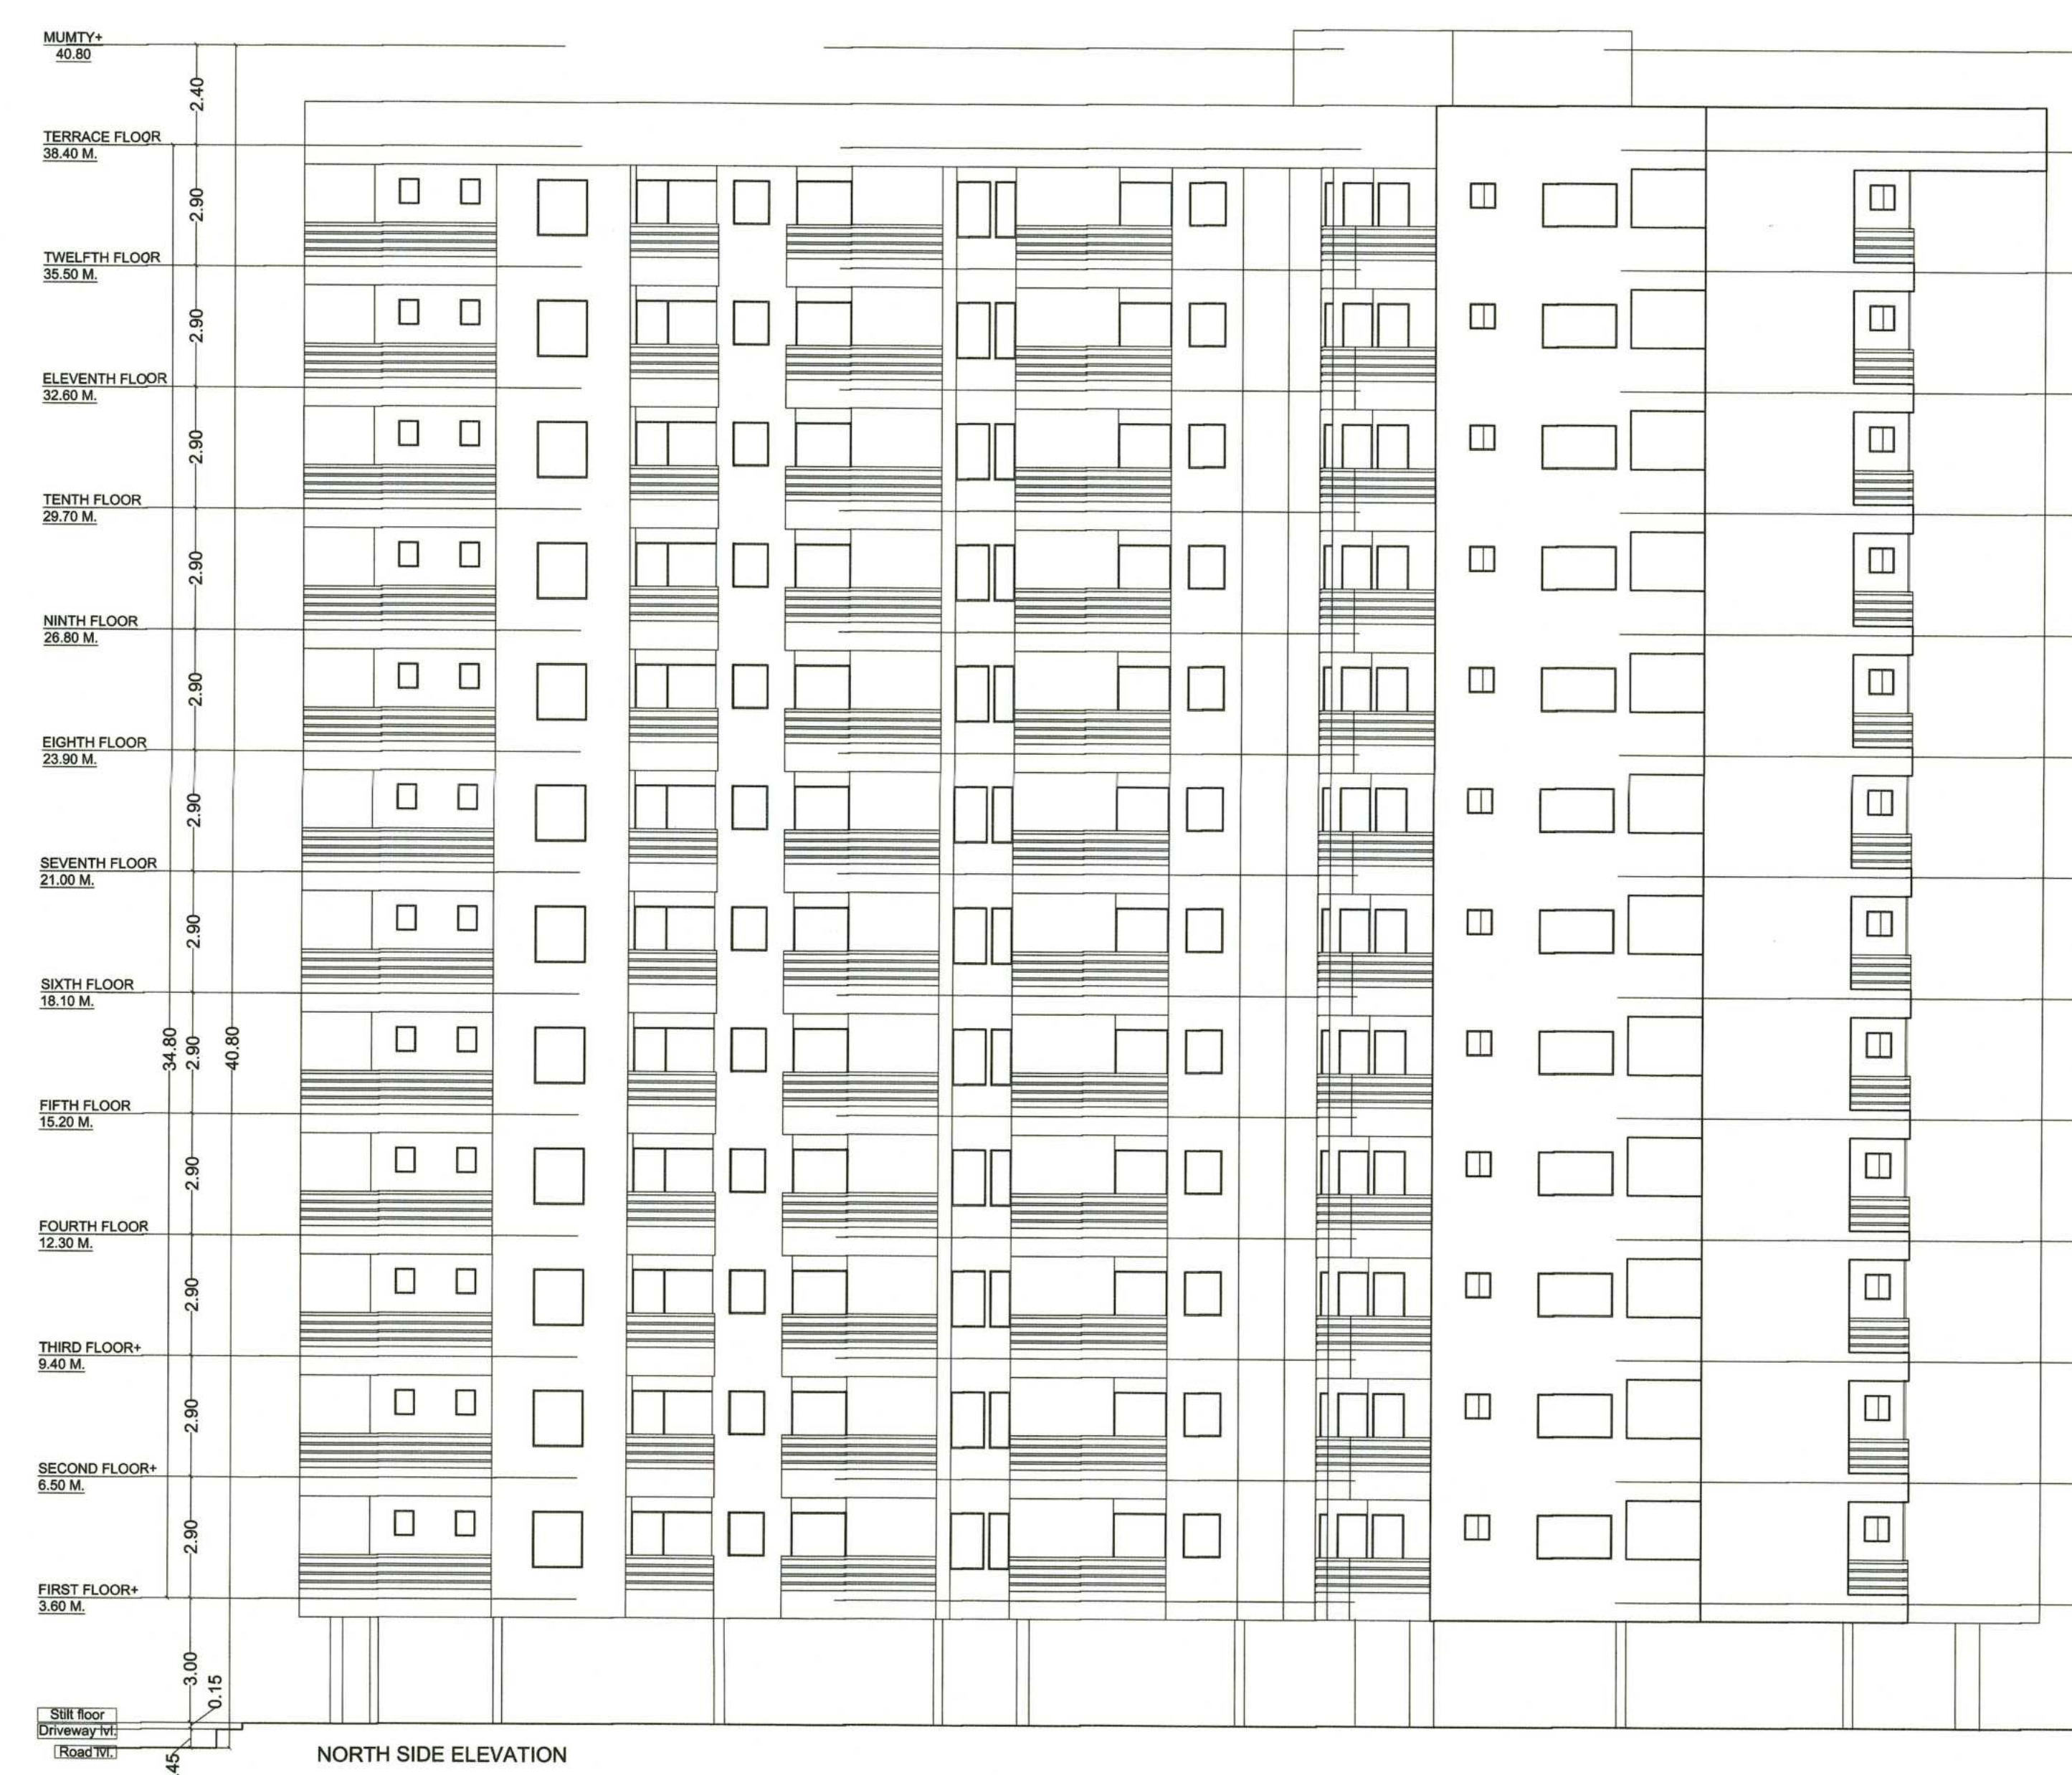 MUMTY+
40.80
2.40
TERRACE FLOOR
38.40 M.
2.90
TWELFTH FLOOR
35.50 M.
2.90
ELEVENTH FLOOR
32.60 M.
2.90
TENTH FLOOR
29.70 M.
2.90
NINTH FLOOR
26.80 M.
2.90
EIGHTH FLOOR
23.90 M.
2.90
SEVENTH FLOOR
21.00 M.
2.90
SIXTH FLOOR
18.10 M.
34.80
2.90
40.80
FIFTH FLOOR
15.20 M.
2.90
FOURTH FLOOR
12.30 M.
2.90
THIRD FLOOR+
9.40 M.
2.90
SECOND FLOOR+
6.50 M.
2.90
FIRST FLOOR+
3.60 M.
3.00
0.15
Stilt floor
Driveway lvl.
Road lvl.
45
NORTH SIDE ELEVATION